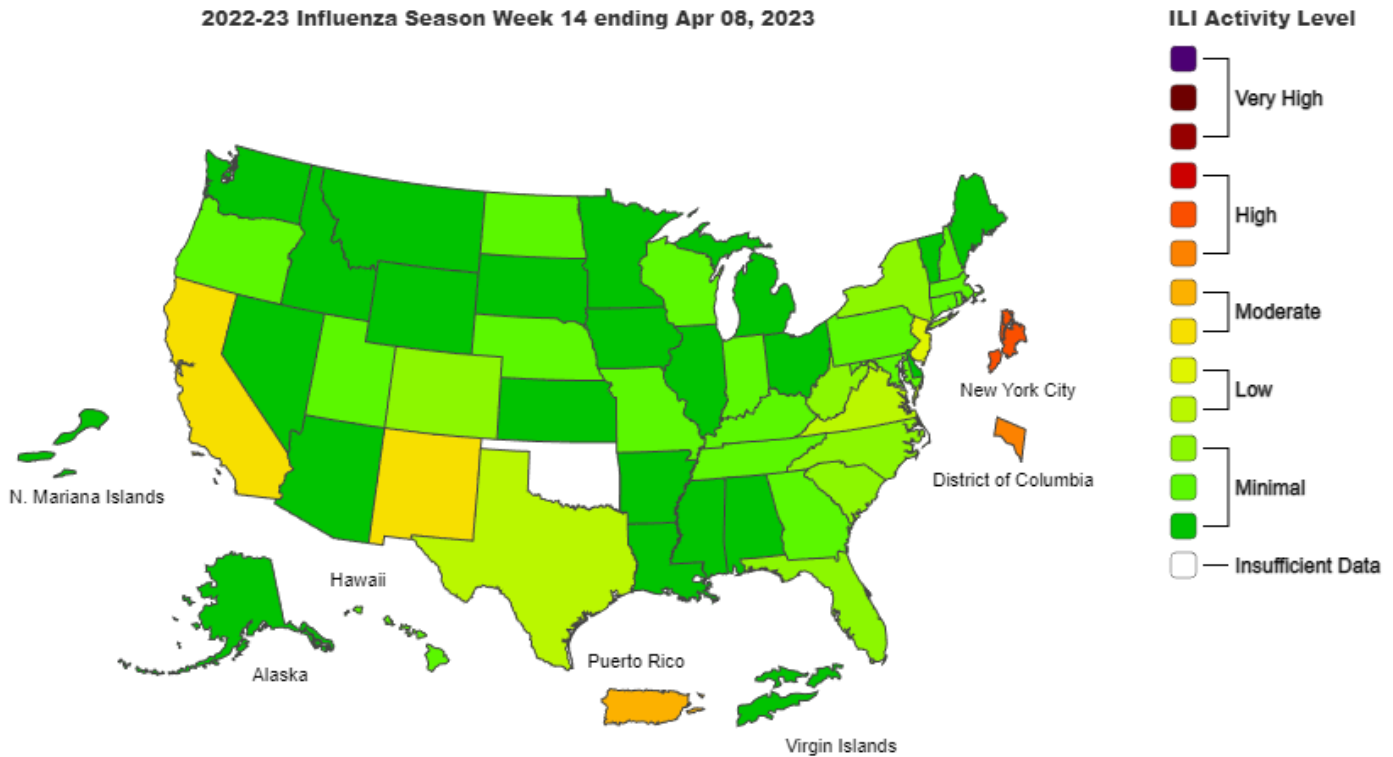 2022-23 Influenza Season Week 14 ending Apr 08, 2023
ILI Activity Level
Very High
High
Moderate
Low
Minimal
Insufficient Data
New York City
District of Columbia
N. Mariana Islands
Hawaii
Alaska
Puerto Rico
Virgin Islands